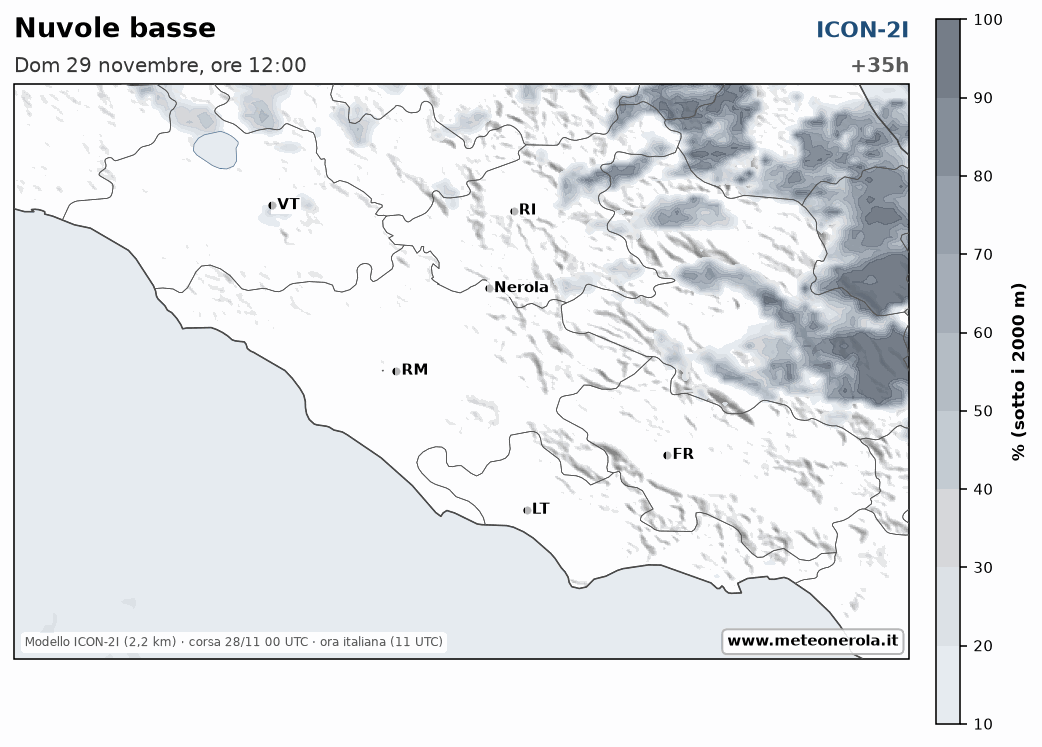 Nuvole basse
ICON-2I
Dom 29 novembre, ore 12:00
+35h
VT
RI
Nerola
RM
FR
LT
Modello ICON-2I (2,2 km) · corsa 28/11 00 UTC · ora italiana (11 UTC)
www.meteonerola.it
100
90
80
70
60
50
40
30
20
10
% (sotto i 2000 m)